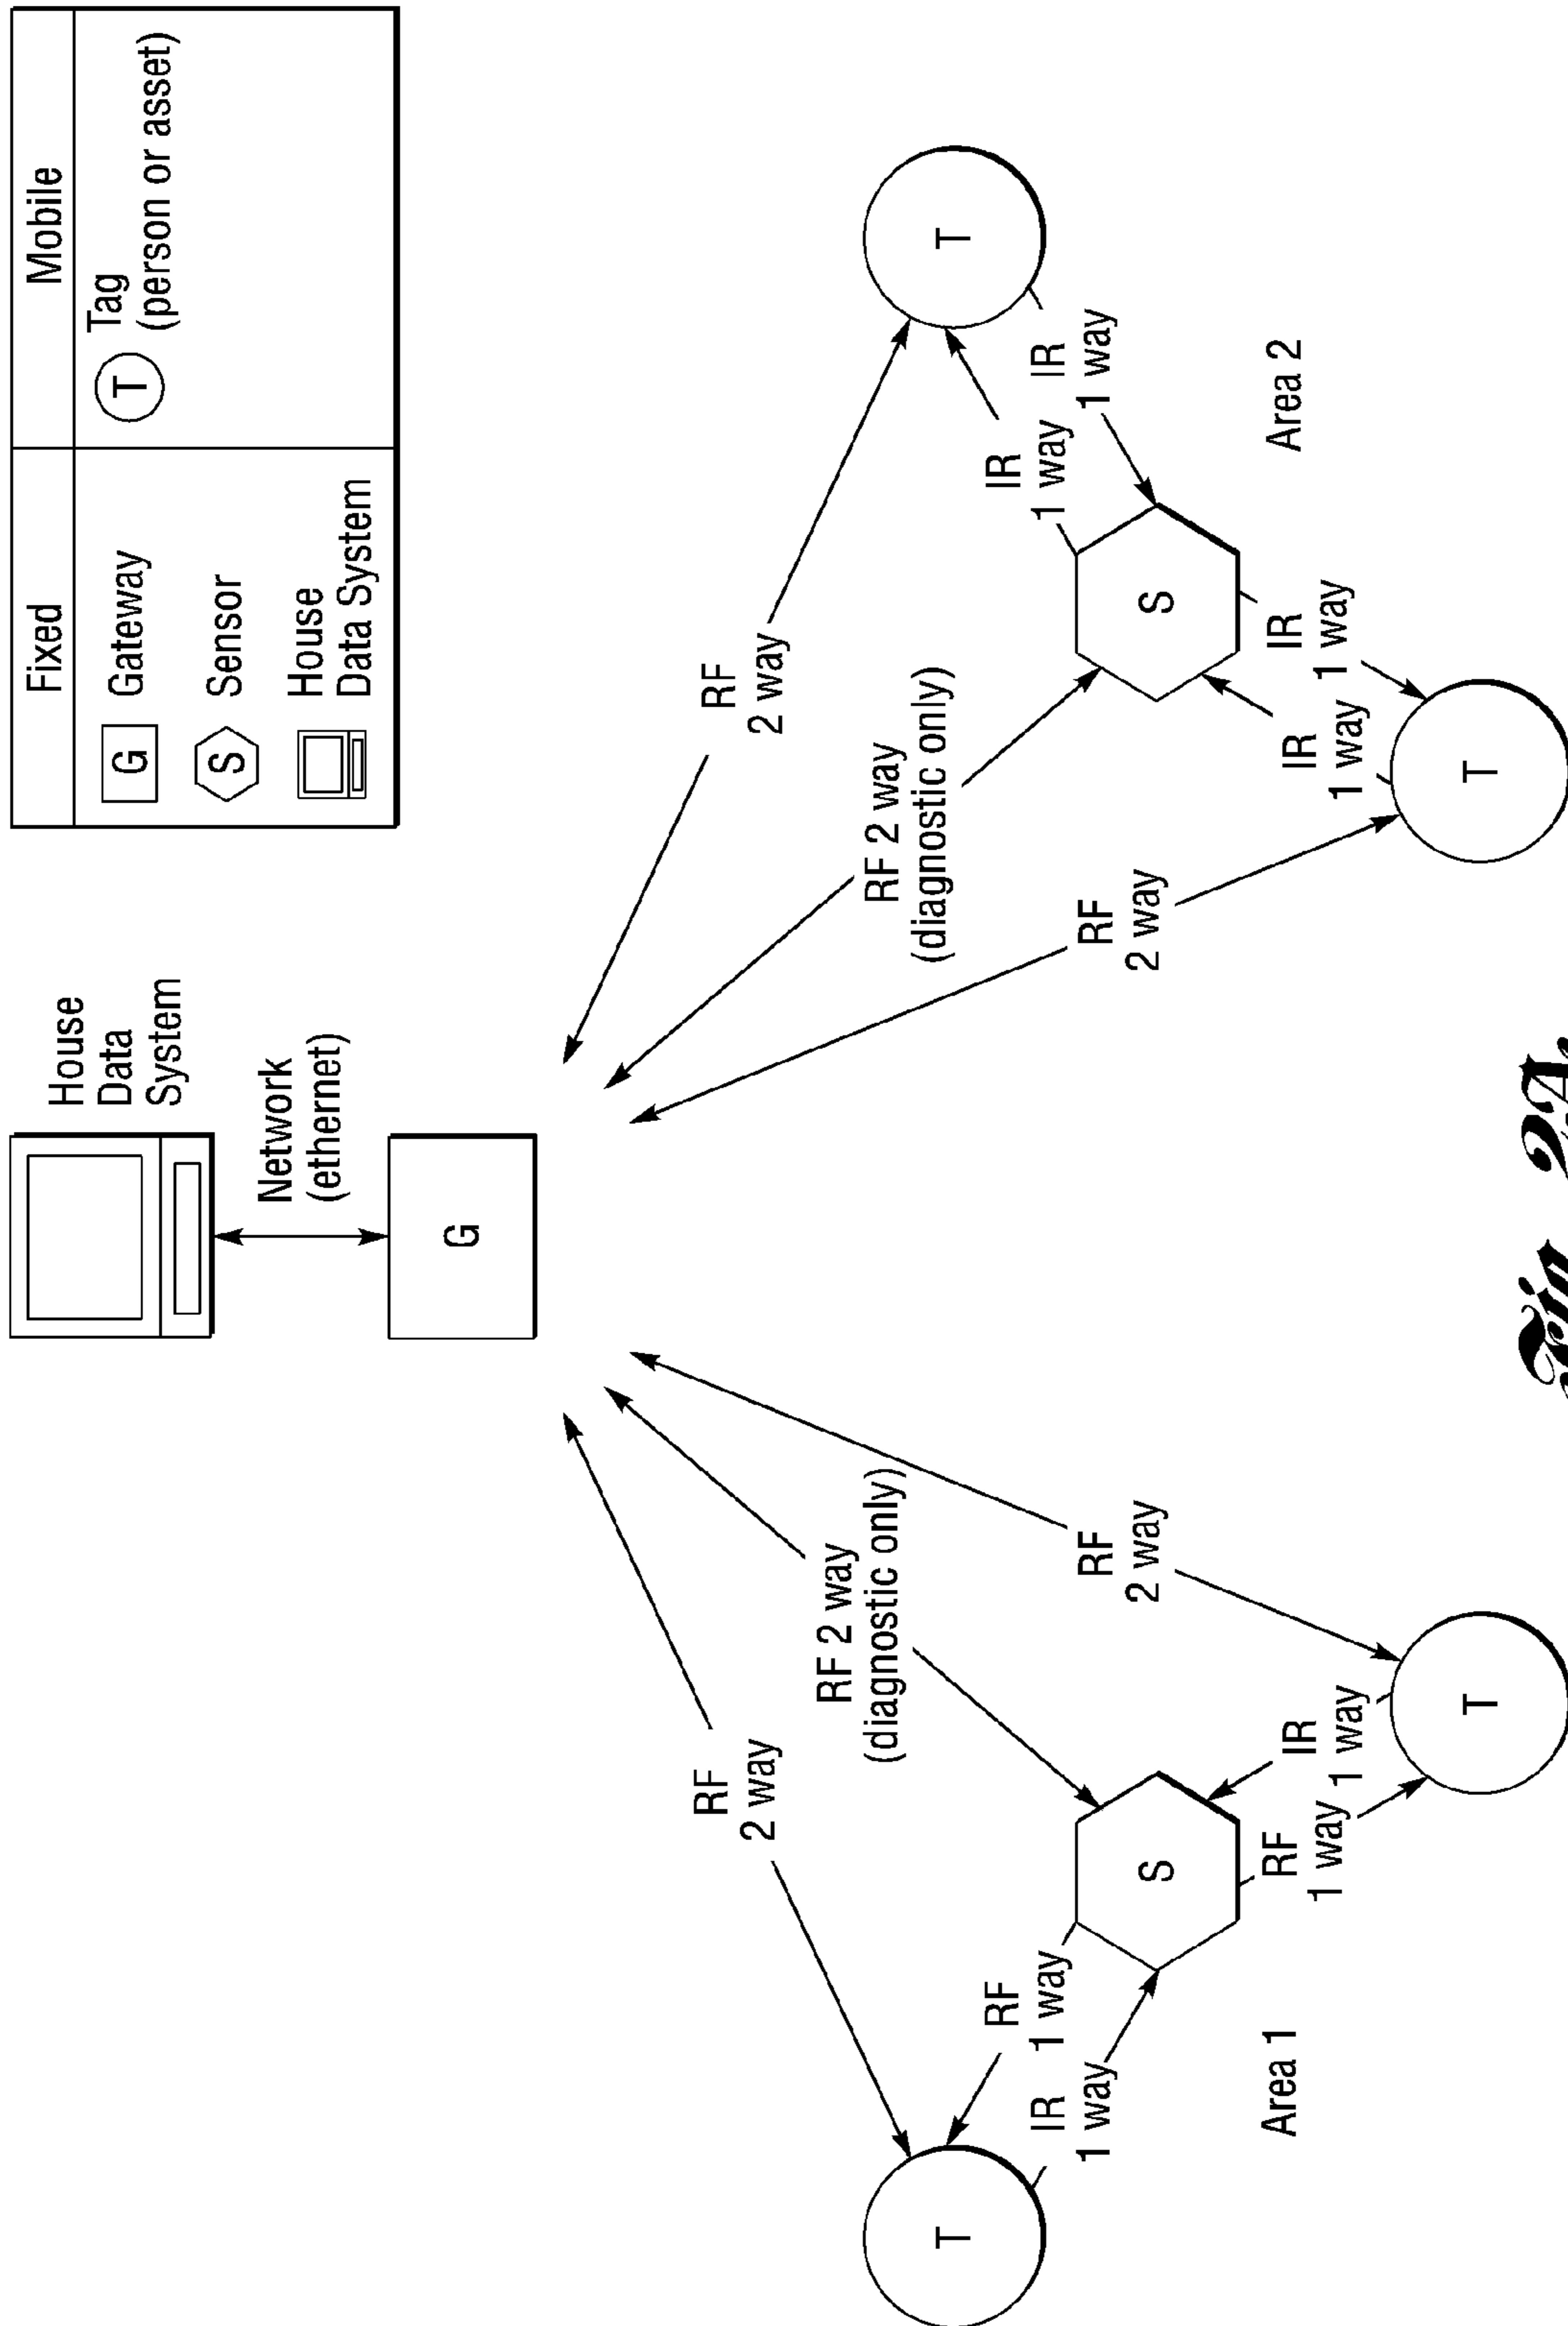 Fixed
Mobile
G Gateway
S Sensor
House
Data System
T Tag
(person or asset)
House
Data
System
Network
(ethernet)
G
RF
2 way
RF 2 way
(diagnostic only)
RF
2 way
T
RF
1 way
IR
1 way
S
RF
1 way
IR
1 way
T
Area 1
RF
2 way
RF 2 way
(diagnostic only)
RF
2 way
T
IR
1 way
IR
1 way
S
IR
1 way
IR
1 way
T
Area 2
Fig. 2A